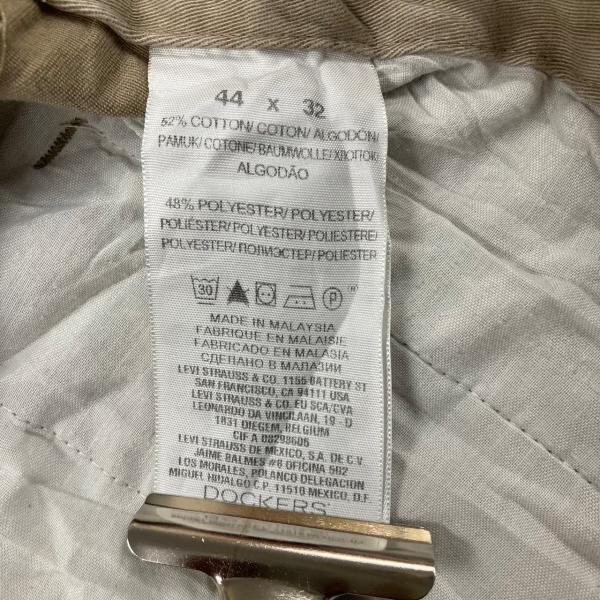 44 x 32
52% COTTON/ COTON/ ALGODÓN/
PAMUK/ COTONE/ BAUMWOLLE/ ХЛОПОК/
ALGODÃO
48% POLYESTER/ POLYESTER/
POLIÉSTER/ POLYESTER/ POLIESTERE/
POLYESTER/ ПОЛИЭСТЕР/ POLIESTER
30 P "
MADE IN MALAYSIA
FABRIQUE EN MALAISIE
FABRICADO EN MALASIA
СДЕЛАНО В МАЛАЗИИ
LEVI STRAUSS & CO. 1155 BATTERY ST
SAN FRANCISCO, CA 94111 USA
LEVI STRAUSS & CO. EU SCA/CVA
LEONARDO DA VINCILAAN, 19 - D
1831 DIEGEM, BELGIUM
CIF A 08298606
LEVI STRAUSS DE MEXICO, S.A. DE C.V
JAIME BALMES #8 OFICINA 502
LOS MORALES, POLANCO DELEGACION
MIGUEL HIDALGO C.P. 11510 MEXICO, D.F.
DOCKERS